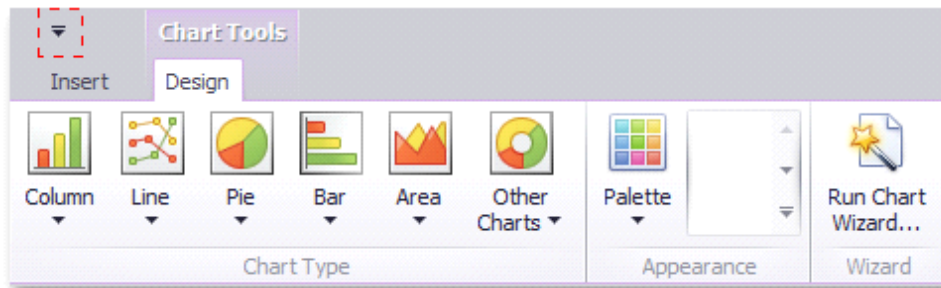 Chart Tools
Insert Design
Column Line Pie Bar Area Other Charts Palette Run Chart Wizard...
Chart Type Appearance Wizard